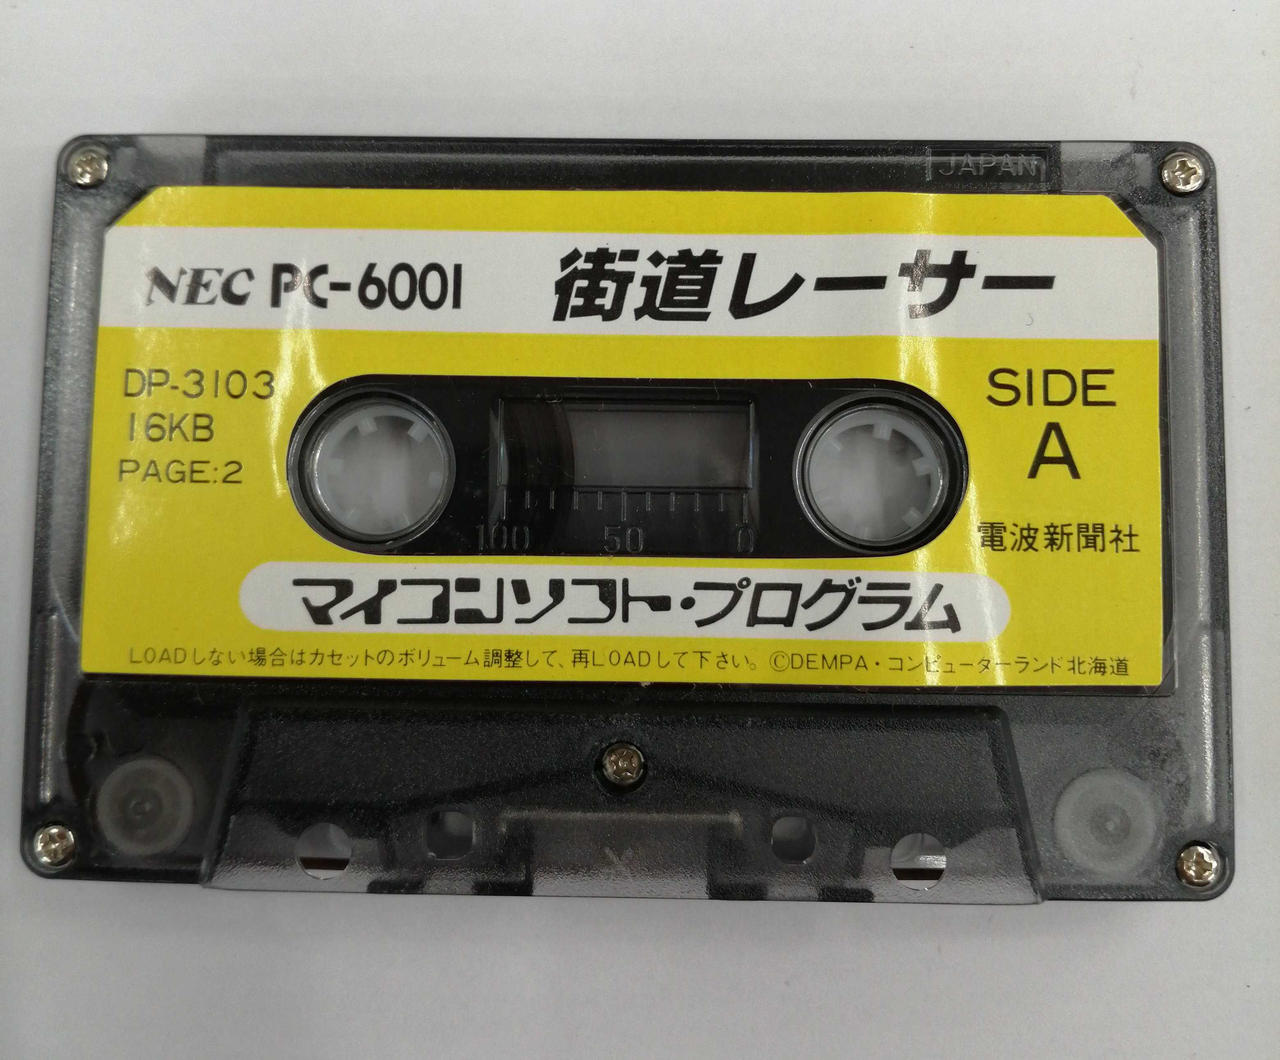 JAPAN
NEC PC-6001 街道レーサー
DP-3103
16KB
PAGE:2
SIDE
A
100 50 0
電波新聞社
マイコンソフト・プログラム
LOADしない場合はカセットのボリューム調整して、再LOADして下さい。 ©DEMPA・コンピューターランド北海道